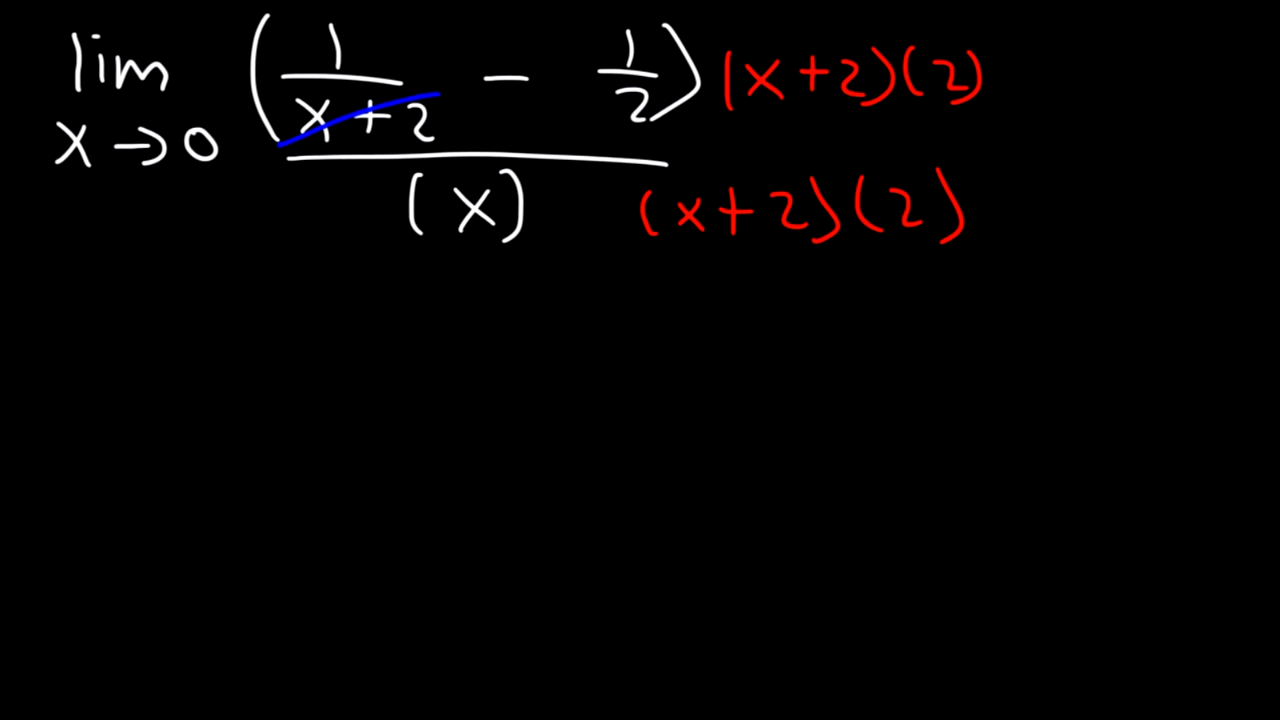 lim x→0 (1/(x+2) - 1/2) (x+2)(2)
(x) (x+2)(2)